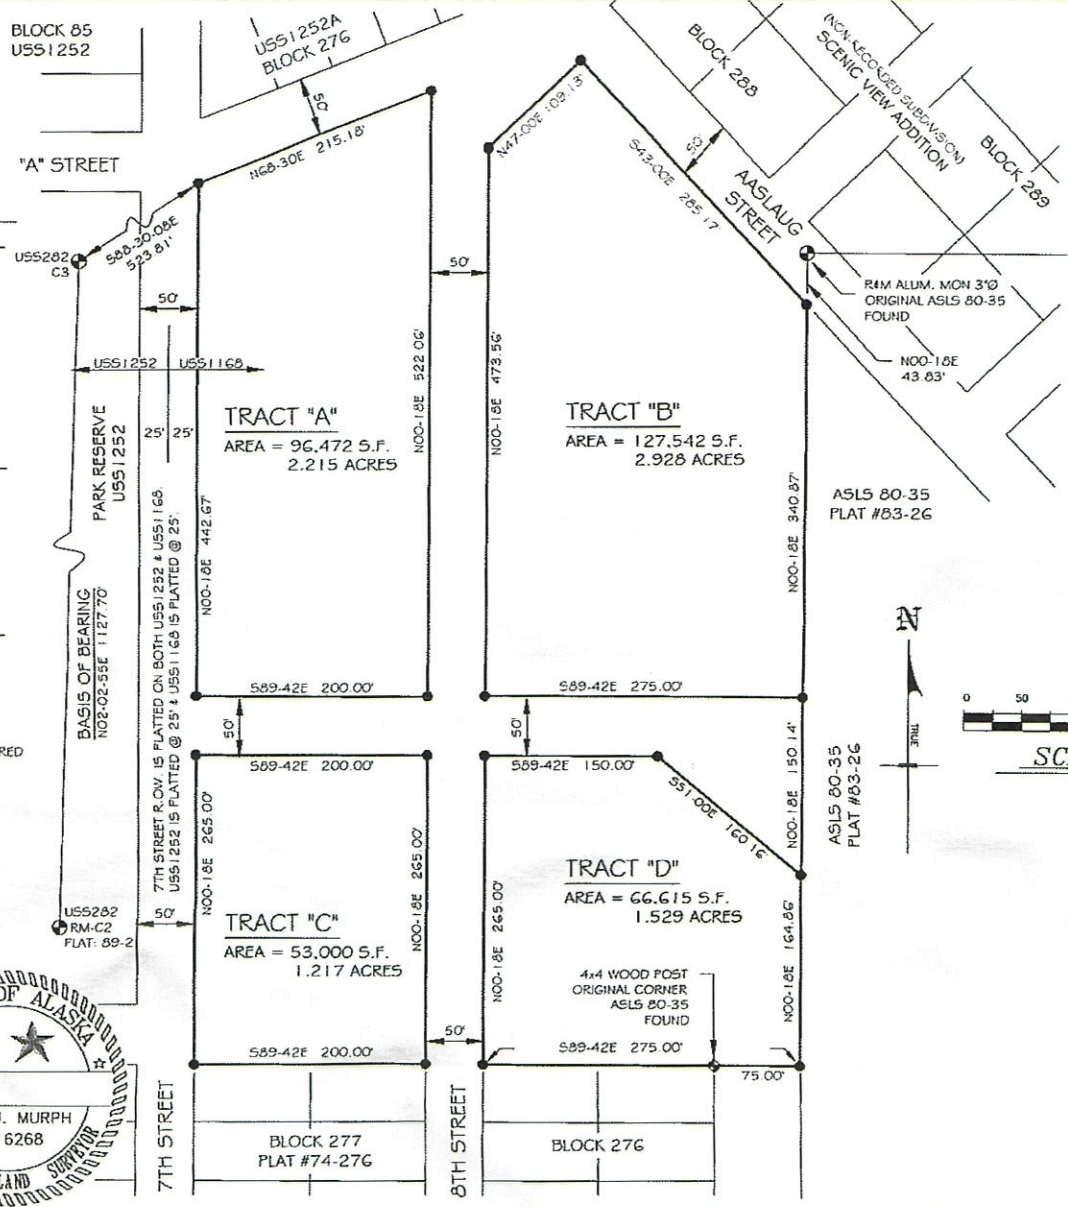 BLOCK 85
USS1252
USS1252A
BLOCK 276
BLOCK 288
(NON-RECORDED SUBDIVISION)
SCENIC VIEW ADDITION
BLOCK 289
"A" STREET
50'
N68-30E 215.18'
N47-00E 109.13'
S43-00E 285.17'
50'
AASLAUG
STREET
USS282
C3
S88-30-08E
523.81'
50'
50'
R&M ALUM. MON 3"Ø
ORIGINAL ASLS 80-35
FOUND
N00-18E
43.83'
USS1252
USS1168
25'
25'
PARK RESERVE
USS1252
TRACT "A"
AREA = 96,472 S.F.
2.215 ACRES
N00-18E 522.06'
N00-18E 473.56'
TRACT "B"
AREA = 127,542 S.F.
2.928 ACRES
N00-18E 340.87'
ASLS 80-35
PLAT #83-26
N00-18E 442.67'
BASIS OF BEARING
N02-02-55E 1127.70'
7TH STREET R.O.W. IS PLATTED ON BOTH USS1252 & USS1168.
USS1252 IS PLATTED @ 25' & USS1168 IS PLATTED @ 25'.
N
TRUE
0 50
SC
S89-42E 200.00'
S89-42E 275.00'
50'
50'
RED
S89-42E 200.00'
S89-42E 150.00'
S51-00E 160.16'
N00-18E 150.14'
ASLS 80-35
PLAT #83-26
N00-18E 265.00'
N00-18E 265.00'
N00-18E 265.00'
TRACT "D"
AREA = 66,615 S.F.
1.529 ACRES
N00-18E 164.86'
USS282
RM-C2
FLAT: 89-2
50'
TRACT "C"
AREA = 53,000 S.F.
1.217 ACRES
4x4 WOOD POST
ORIGINAL CORNER
ASLS 80-35
FOUND
50'
S89-42E 200.00'
S89-42E 275.00'
75.00'
OF ALASKA
J. MURPH
6268
LAND SURVEYOR
7TH STREET
BLOCK 277
PLAT #74-276
8TH STREET
BLOCK 276